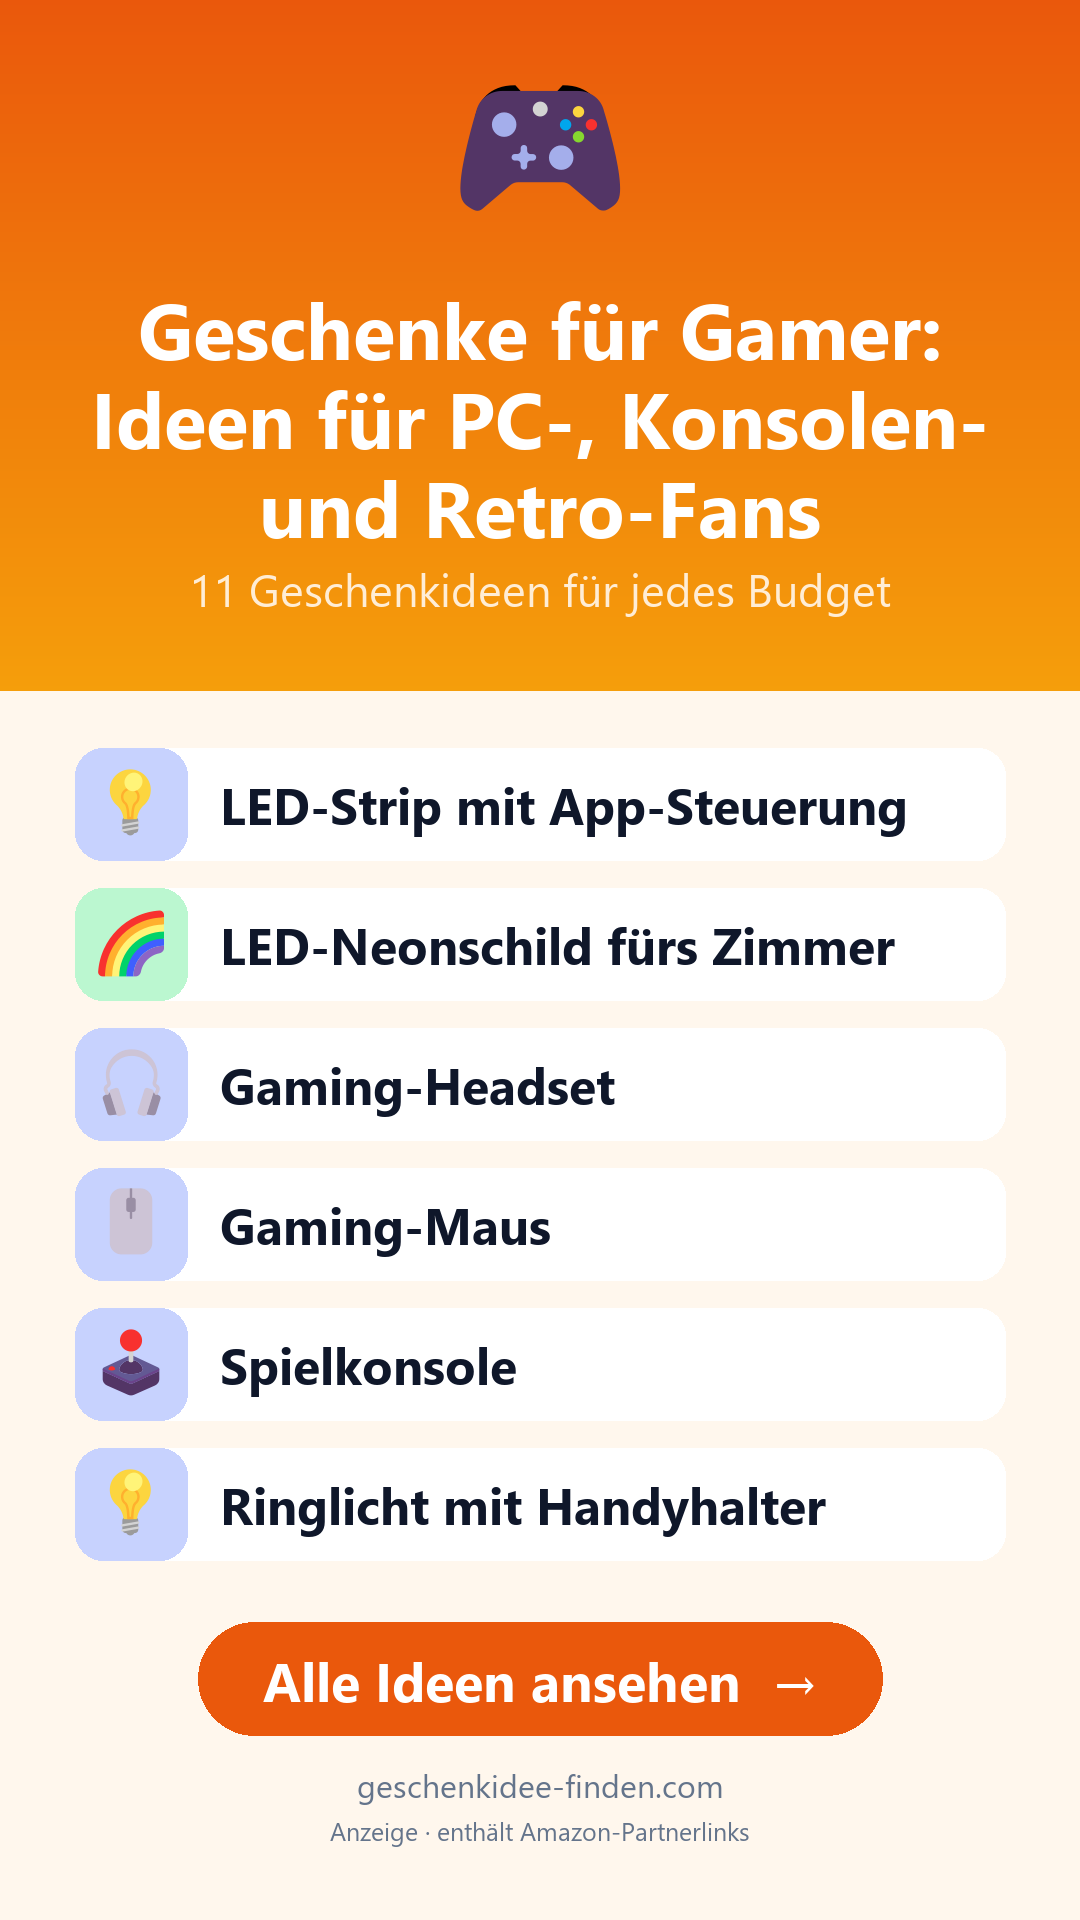 Geschenke für Gamer:
Ideen für PC-, Konsolen-
und Retro-Fans
11 Geschenkideen für jedes Budget
LED-Strip mit App-Steuerung
LED-Neonschild fürs Zimmer
Gaming-Headset
Gaming-Maus
Spielkonsole
Ringlicht mit Handyhalter
Alle Ideen ansehen →
geschenkidee-finden.com
Anzeige · enthält Amazon-Partnerlinks